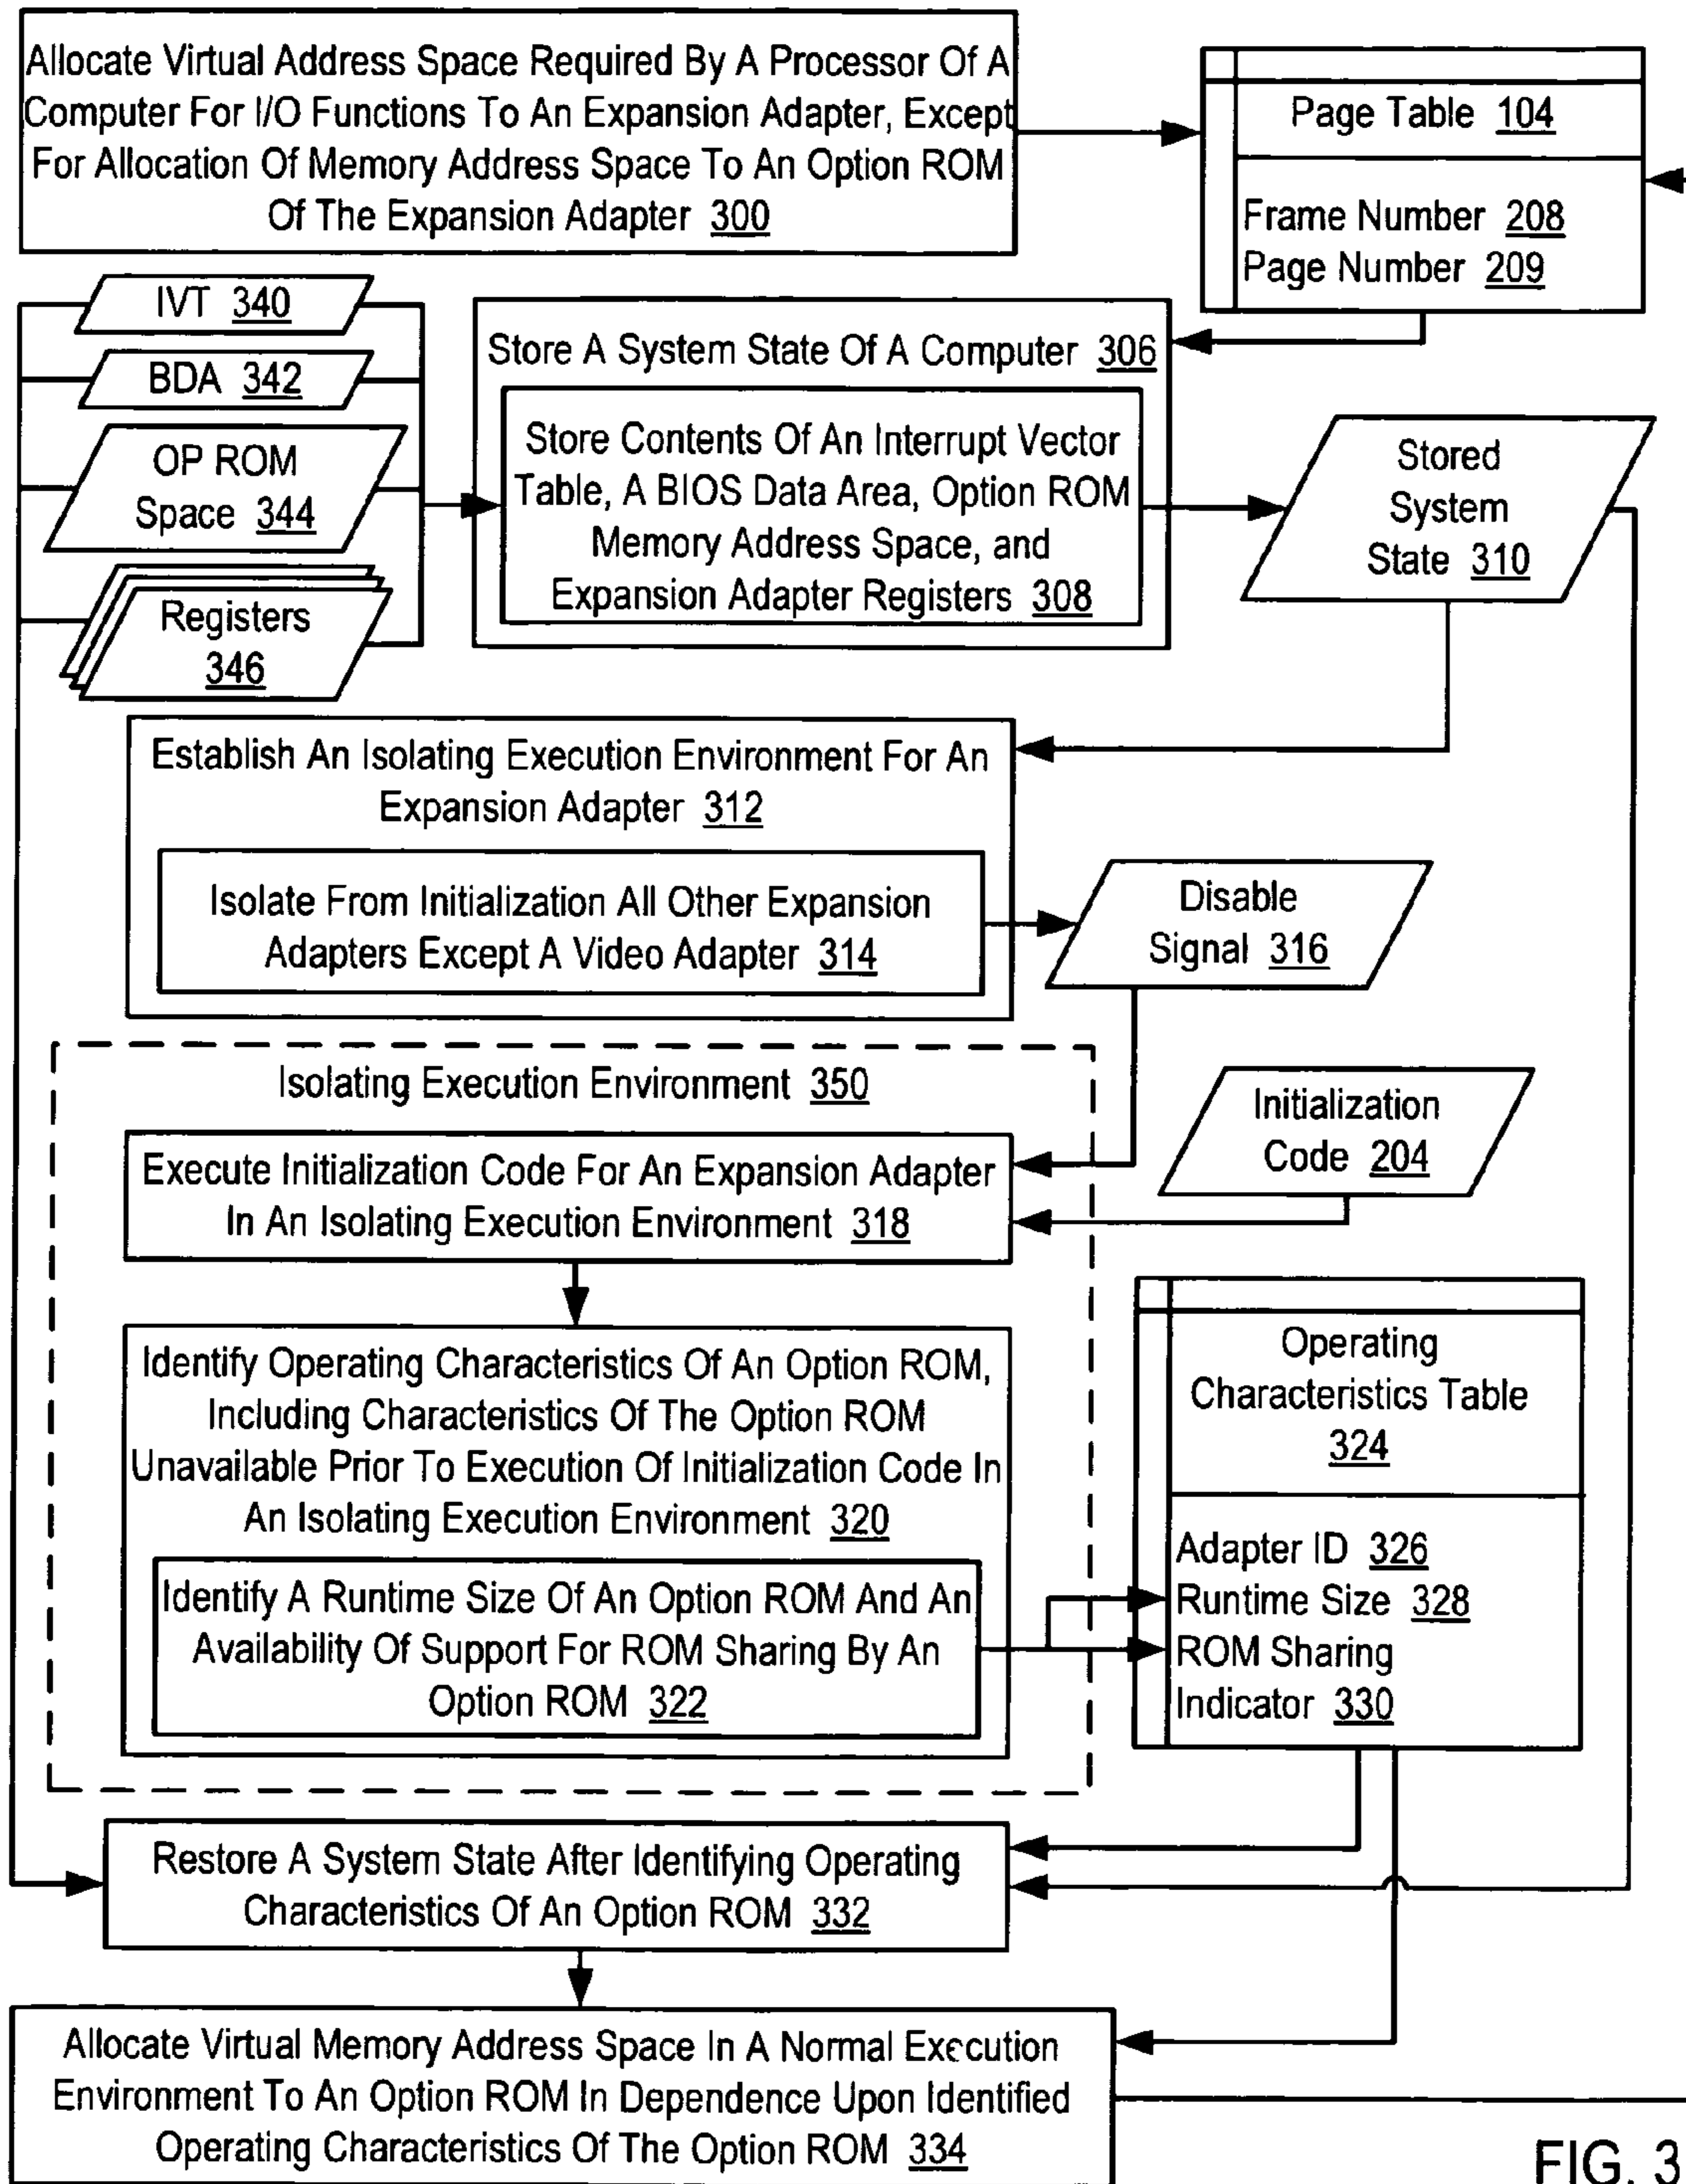 Allocate Virtual Address Space Required By A Processor Of A
Computer For I/O Functions To An Expansion Adapter, Except
For Allocation Of Memory Address Space To An Option ROM
Of The Expansion Adapter 300
Page Table 104
Frame Number 208
Page Number 209
IVT 340
BDA 342
OP ROM
Space 344
Registers
346
Store A System State Of A Computer 306
Store Contents Of An Interrupt Vector
Table, A BIOS Data Area, Option ROM
Memory Address Space, and
Expansion Adapter Registers 308
Stored
System
State 310
Establish An Isolating Execution Environment For An
Expansion Adapter 312
Isolate From Initialization All Other Expansion
Adapters Except A Video Adapter 314
Disable
Signal 316
Isolating Execution Environment 350
Initialization
Code 204
Execute Initialization Code For An Expansion Adapter
In An Isolating Execution Environment 318
Identify Operating Characteristics Of An Option ROM,
Including Characteristics Of The Option ROM
Unavailable Prior To Execution Of Initialization Code In
An Isolating Execution Environment 320
Identify A Runtime Size Of An Option ROM And An
Availability Of Support For ROM Sharing By An
Option ROM 322
Operating
Characteristics Table
324
Adapter ID 326
Runtime Size 328
ROM Sharing
Indicator 330
Restore A System State After Identifying Operating
Characteristics Of An Option ROM 332
Allocate Virtual Memory Address Space In A Normal Execution
Environment To An Option ROM In Dependence Upon Identified
Operating Characteristics Of The Option ROM 334
FIG. 3